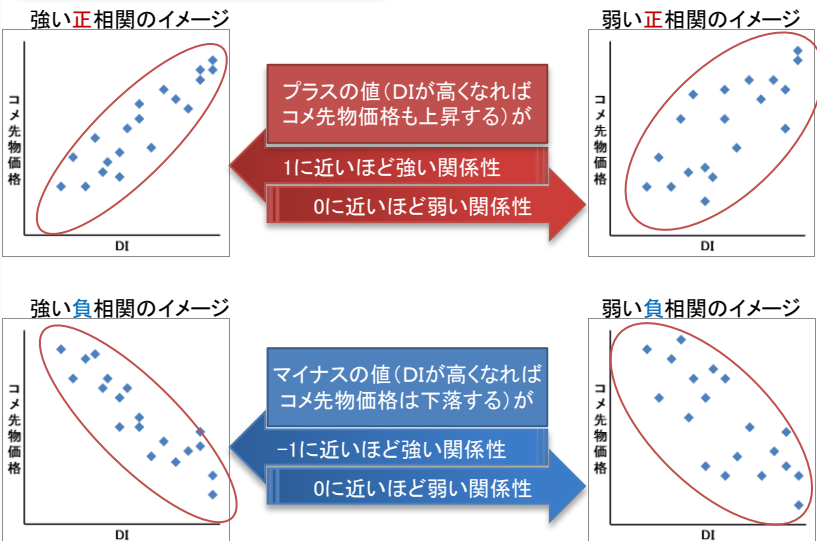 強い正相関のイメージ
弱い正相関のイメージ
コメ先物価格
DI
プラスの値（DIが高くなれば
コメ先物価格も上昇する）が
1に近いほど強い関係性
0に近いほど弱い関係性
コメ先物価格
DI
強い負相関のイメージ
弱い負相関のイメージ
コメ先物価格
DI
マイナスの値（DIが高くなれば
コメ先物価格は下落する）が
-1に近いほど強い関係性
0に近いほど弱い関係性
コメ先物価格
DI